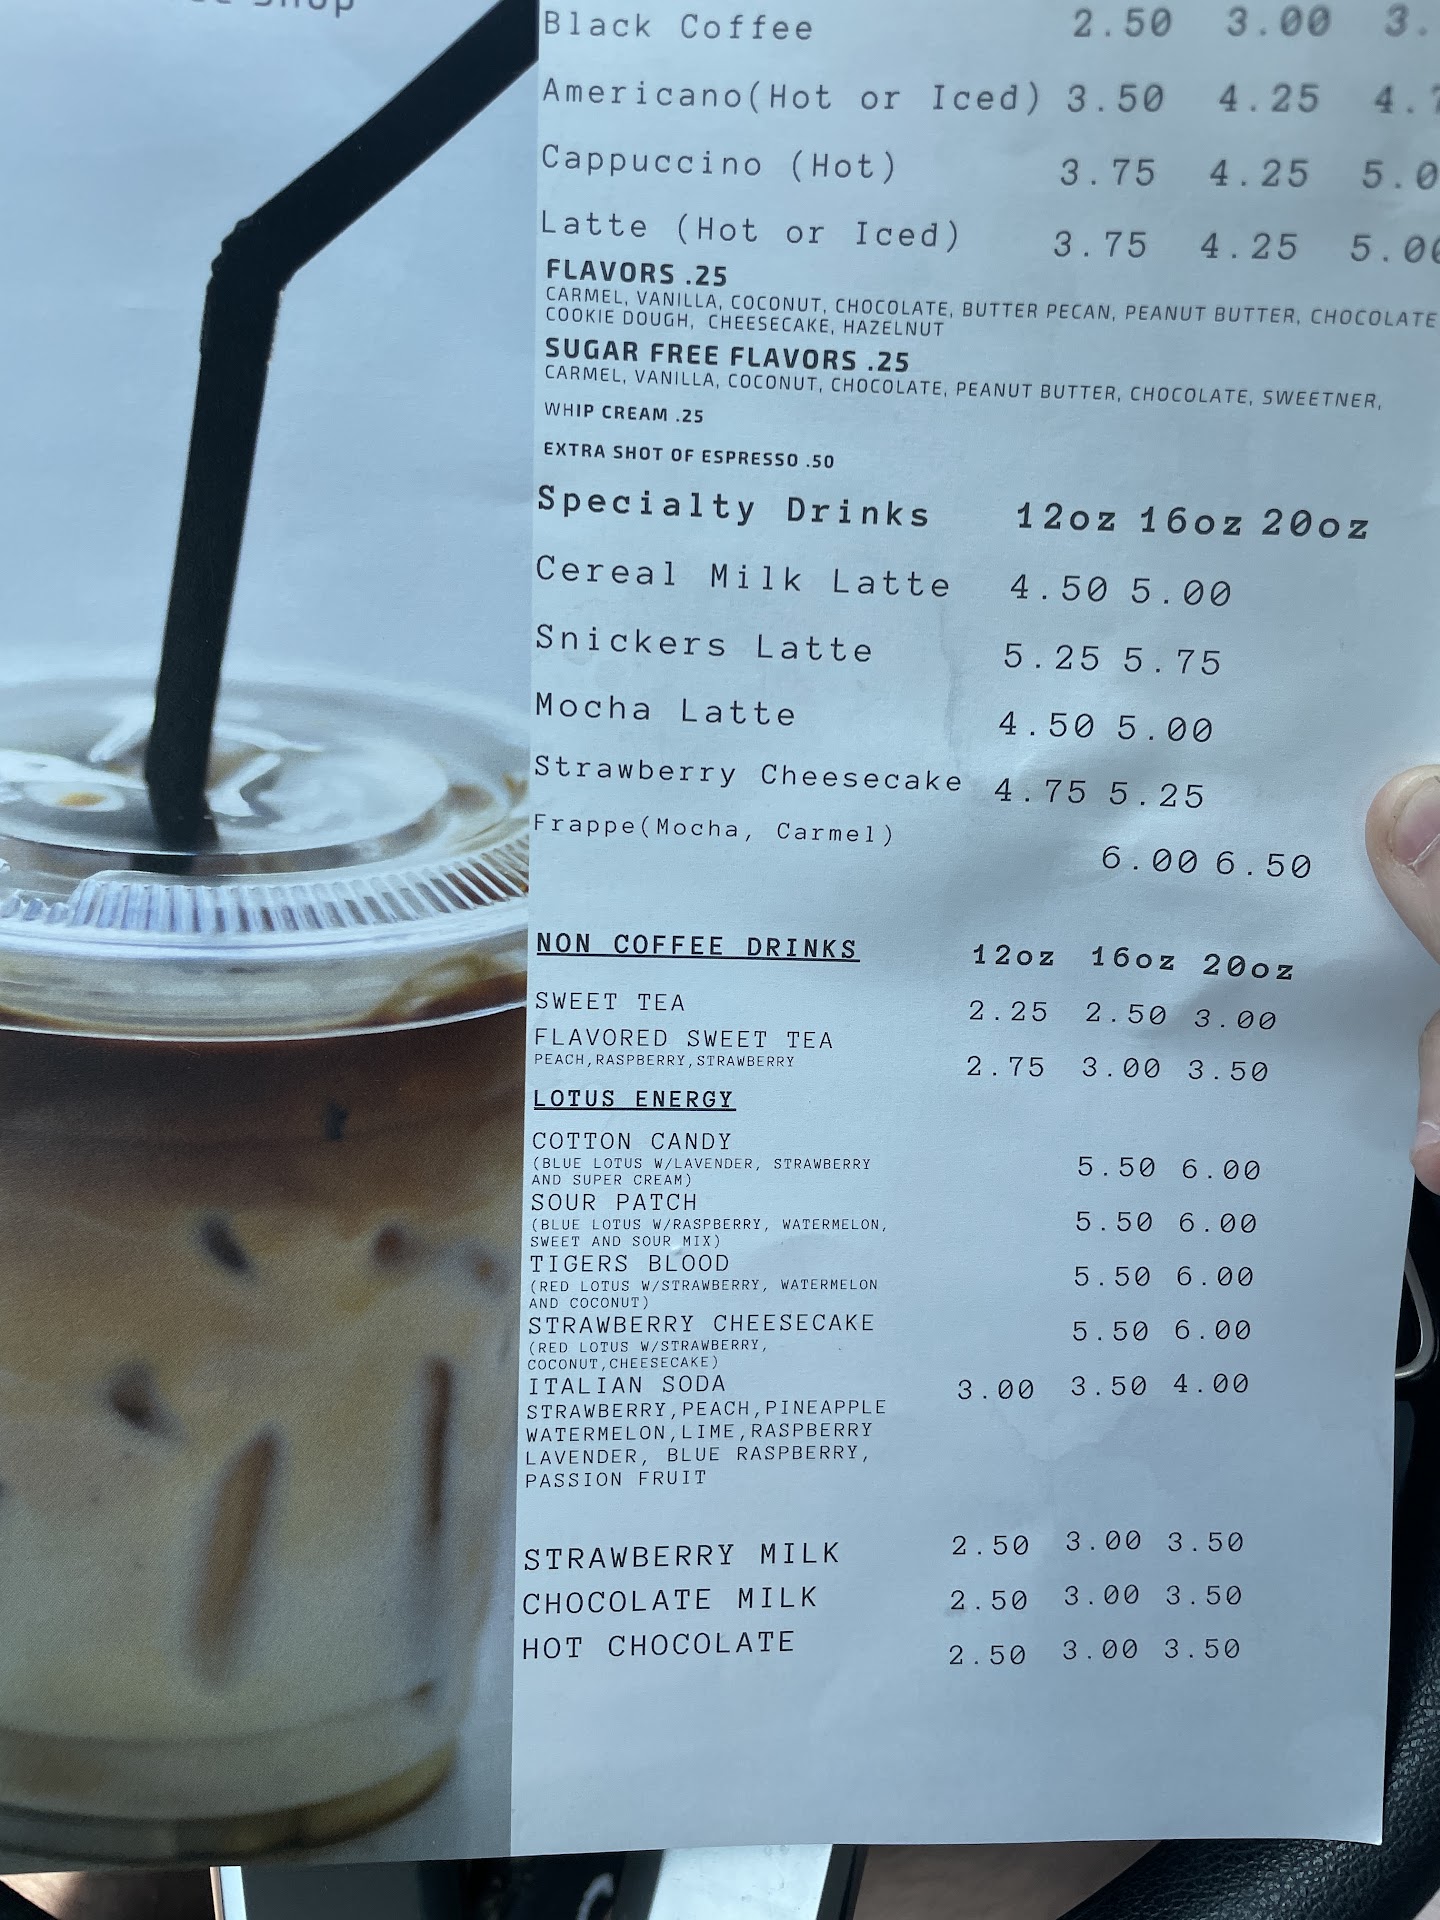 Shop
Black Coffee 2.50 3.00 3.
Americano(Hot or Iced) 3.50 4.25 4.7
Cappuccino (Hot) 3.75 4.25 5.0
Latte (Hot or Iced) 3.75 4.25 5.00
FLAVORS .25
CARMEL, VANILLA, COCONUT, CHOCOLATE, BUTTER PECAN, PEANUT BUTTER, CHOCOLATE
COOKIE DOUGH, CHEESECAKE, HAZELNUT
SUGAR FREE FLAVORS .25
CARMEL, VANILLA, COCONUT, CHOCOLATE, PEANUT BUTTER, CHOCOLATE, SWEETNER,
WHIP CREAM .25
EXTRA SHOT OF ESPRESSO .50
Specialty Drinks 12oz 16oz 20oz
Cereal Milk Latte 4.50 5.00
Snickers Latte 5.25 5.75
Mocha Latte 4.50 5.00
Strawberry Cheesecake 4.75 5.25
Frappe(Mocha, Carmel)
6.00 6.50
NON COFFEE DRINKS 12oz 16oz 20oz
SWEET TEA 2.25 2.50 3.00
FLAVORED SWEET TEA
PEACH,RASPBERRY,STRAWBERRY 2.75 3.00 3.50
LOTUS ENERGY
COTTON CANDY
(BLUE LOTUS W/LAVENDER, STRAWBERRY 5.50 6.00
AND SUPER CREAM)
SOUR PATCH
(BLUE LOTUS W/RASPBERRY, WATERMELON, 5.50 6.00
SWEET AND SOUR MIX)
TIGERS BLOOD 5.50 6.00
(RED LOTUS W/STRAWBERRY, WATERMELON
AND COCONUT)
STRAWBERRY CHEESECAKE 5.50 6.00
(RED LOTUS W/STRAWBERRY,
COCONUT,CHEESECAKE)
ITALIAN SODA 3.00 3.50 4.00
STRAWBERRY,PEACH,PINEAPPLE
WATERMELON,LIME,RASPBERRY
LAVENDER, BLUE RASPBERRY,
PASSION FRUIT
STRAWBERRY MILK 2.50 3.00 3.50
CHOCOLATE MILK 2.50 3.00 3.50
HOT CHOCOLATE 2.50 3.00 3.50